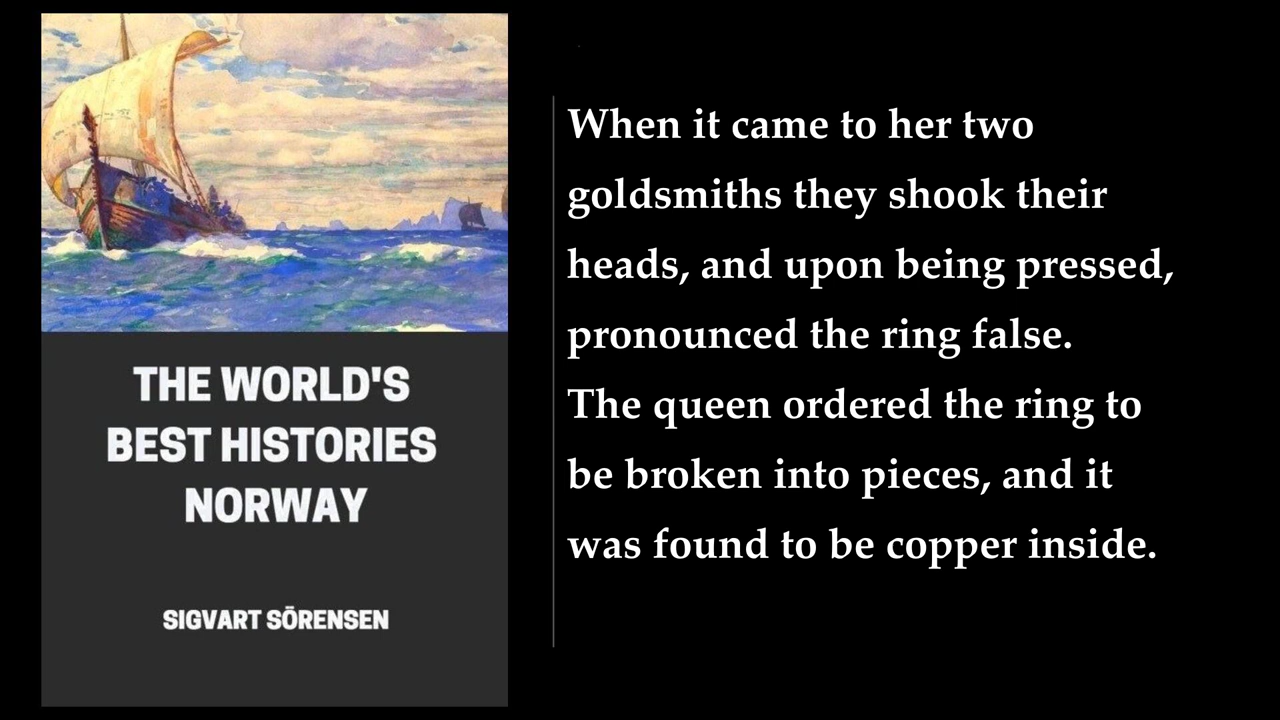 THE WORLD'S
BEST HISTORIES
NORWAY
SIGVART SÖRENSEN
When it came to her two
goldsmiths they shook their
heads, and upon being pressed,
pronounced the ring false.
The queen ordered the ring to
be broken into pieces, and it
was found to be copper inside.